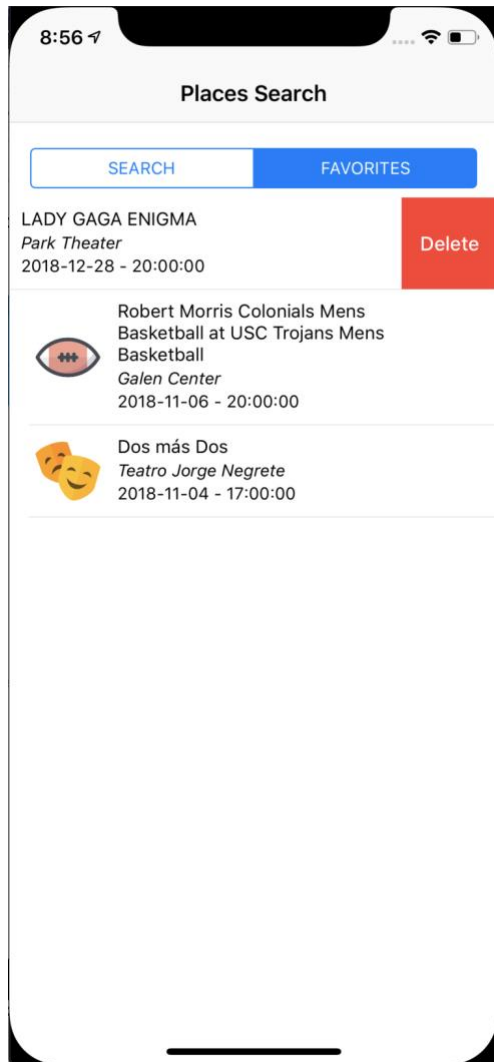 8:56
Places Search
SEARCH FAVORITES
LADY GAGA ENIGMA
Park Theater
2018-12-28 - 20:00:00
Delete
Robert Morris Colonials Mens
Basketball at USC Trojans Mens
Basketball
Galen Center
2018-11-06 - 20:00:00
Dos más Dos
Teatro Jorge Negrete
2018-11-04 - 17:00:00